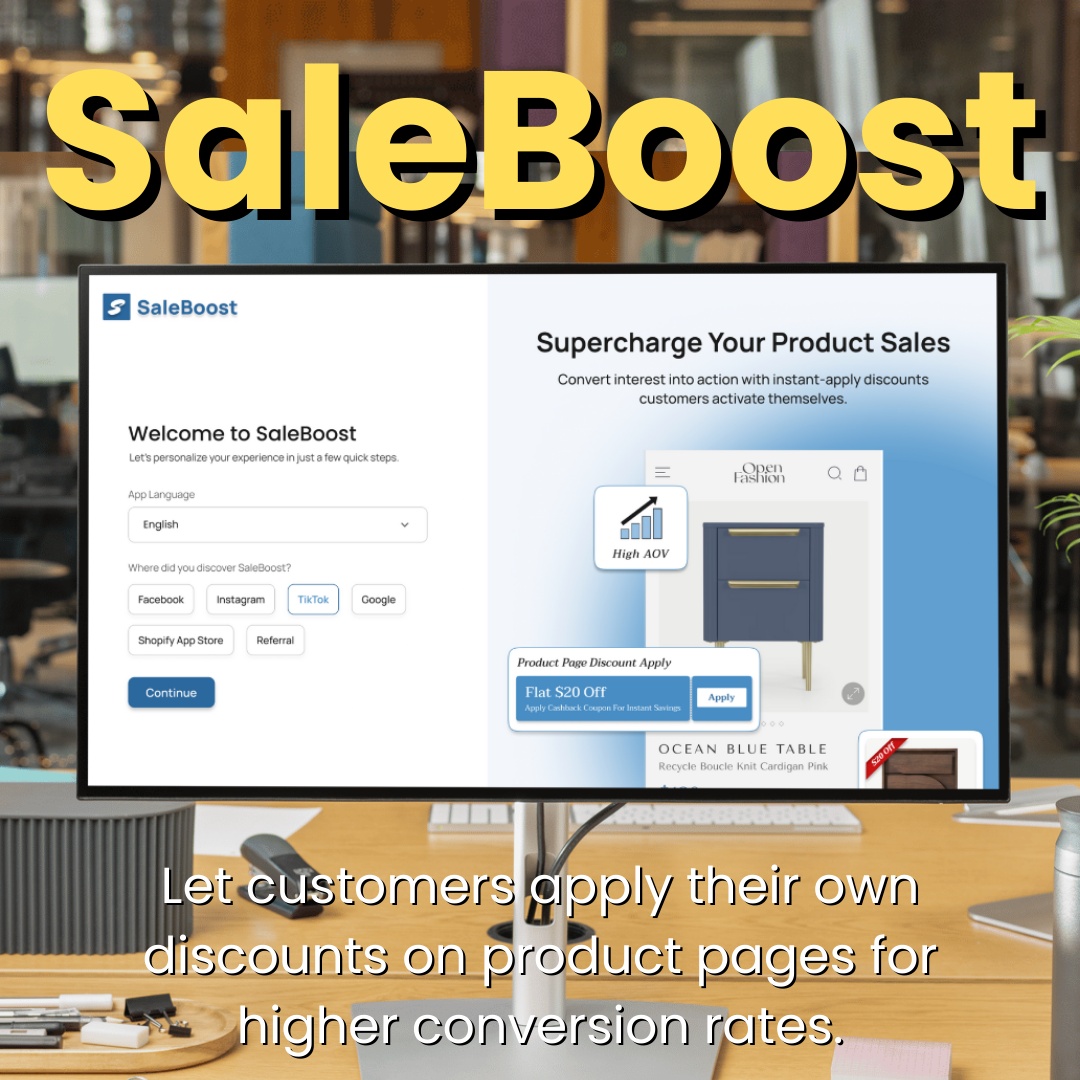 SaleBoost
SaleBoost
Supercharge Your Product Sales
Convert interest into action with instant-apply discounts
customers activate themselves.
Welcome to SaleBoost
Let's personalize your experience in just a few quick steps.
App Language
English
Where did you discover SaleBoost?
Facebook Instagram TikTok Google
Shopify App Store Referral
Continue
Open
Fashion
High AOV
Product Page Discount Apply
Flat $20 Off
Apply Cashback Coupon For Instant Savings
Apply
OCEAN BLUE TABLE
Recycle Boucle Knit Cardigan Pink
$20 Off
Let customers apply their own
discounts on product pages for
higher conversion rates.